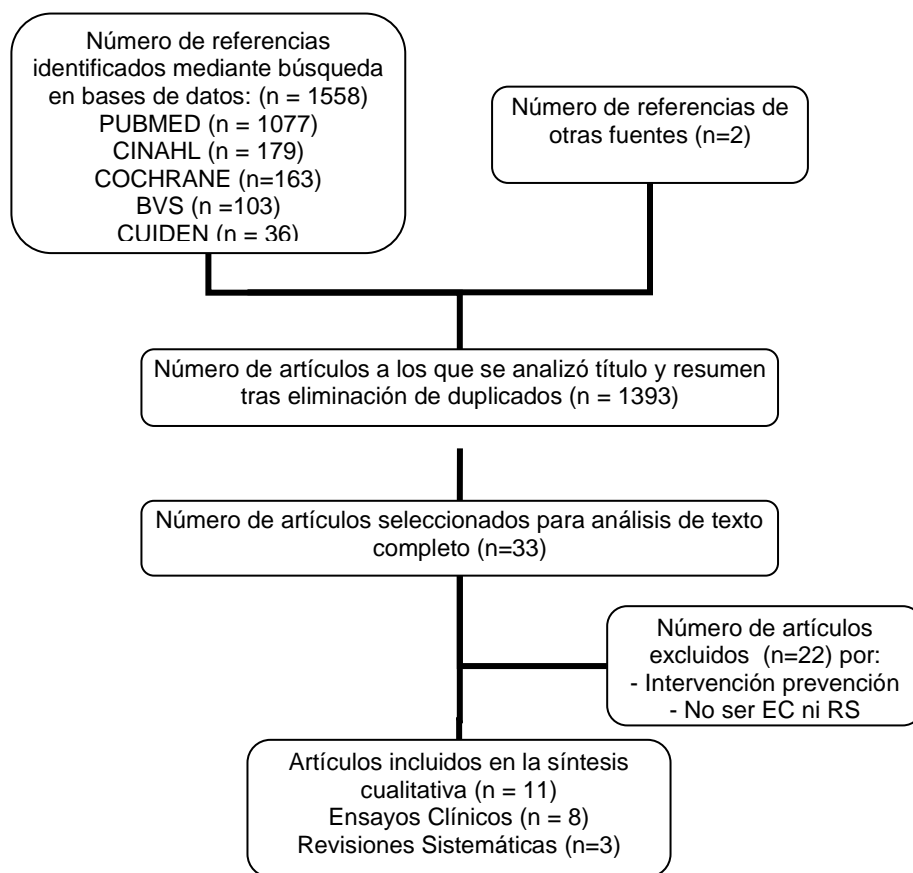 Número de referencias
identificados mediante búsqueda
en bases de datos: (n = 1558)
PUBMED (n = 1077)
CINAHL (n = 179)
COCHRANE (n=163)
BVS (n =103)
CUIDEN (n = 36)
Número de referencias de
otras fuentes (n=2)
Número de artículos a los que se analizó título y resumen
tras eliminación de duplicados (n = 1393)
Número de artículos seleccionados para análisis de texto
completo (n=33)
Número de artículos
excluidos (n=22) por:
- Intervención prevención
- No ser EC ni RS
Artículos incluidos en la síntesis
cualitativa (n = 11)
Ensayos Clínicos (n = 8)
Revisiones Sistemáticas (n=3)